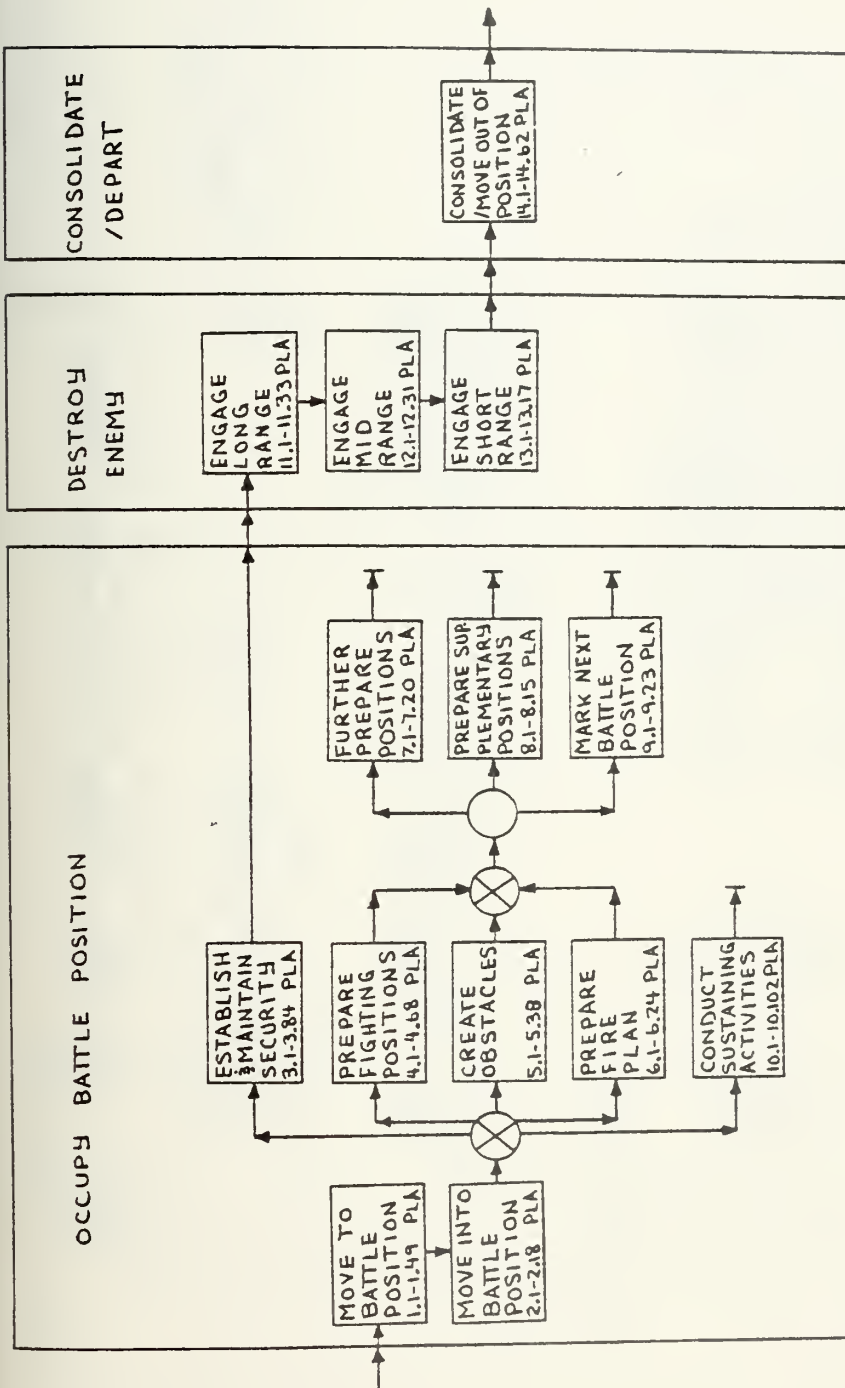 OCCUPY BATTLE POSITION
MOVE TO
BATTLE
POSITION
1.1-1.49 PLA
MOVE INTO
BATTLE
POSITION
2.1-2.18 PLA
ESTABLISH
& MAINTAIN
SECURITY
3.1-3.84 PLA
PREPARE
FIGHTING
POSITIONS
4.1-4.68 PLA
CREATE
OBSTACLES
5.1-5.38 PLA
PREPARE
FIRE
PLAN
6.1-6.24 PLA
CONDUCT
SUSTAINING
ACTIVITIES
10.1-10.102 PLA
FURTHER
PREPARE
POSITIONS
7.1-7.20 PLA
PREPARE SUP
PLEMENTARY
POSITIONS
8.1-8.15 PLA
MARK NEXT
BATTLE
POSITION
9.1-9.23 PLA
DESTROY
ENEMY
ENGAGE
LONG
RANGE
11.1-11.33 PLA
ENGAGE
MID
RANGE
12.1-12.31 PLA
ENGAGE
SHORT
RANGE
13.1-13.17 PLA
CONSOLIDATE
/DEPART
CONSOLIDATE
/MOVE OUT OF
POSITION
14.1-14.62 PLA